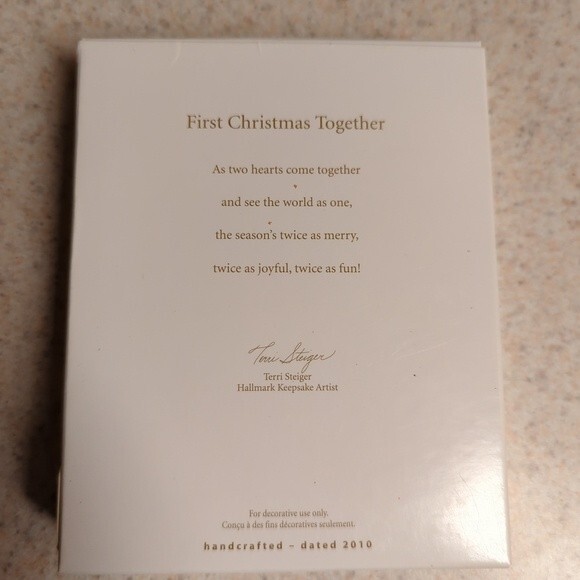 First Christmas Together
As two hearts come together
and see the world as one,
the season's twice as merry,
twice as joyful, twice as fun!
Terri Steiger
Terri Steiger
Hallmark Keepsake Artist
For decorative use only.
Conçu à des fins décoratives seulement.
handcrafted – dated 2010